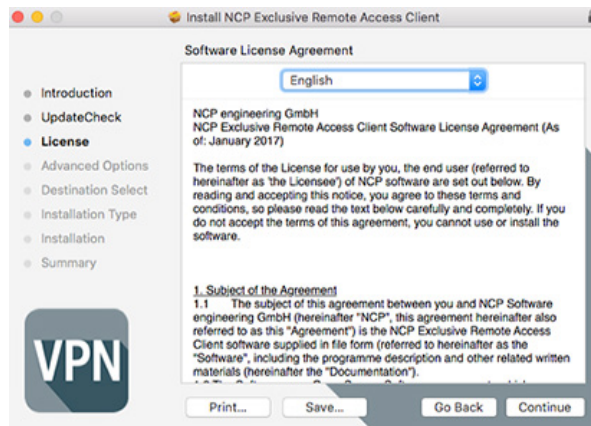 Install NCP Exclusive Remote Access Client
Software License Agreement
English
Introduction
UpdateCheck
License
Advanced Options
Destination Select
Installation Type
Installation
Summary
VPN
NCP engineering GmbH
NCP Exclusive Remote Access Client Software License Agreement (As
of: January 2017)
The terms of the License for use by you, the end user (referred to
hereinafter as 'the Licensee') of NCP software are set out below. By
reading and accepting this notice, you agree to these terms and
conditions, so please read the text below carefully and completely. If you
do not accept the terms of this agreement, you cannot use or install the
software.
1. Subject of the Agreement
1.1 The subject of this agreement between you and NCP Software
engineering GmbH (hereinafter "NCP", this agreement hereinafter also
referred to as this "Agreement") is the NCP Exclusive Remote Access
Client software supplied in file form (referred to hereinafter as the
"Software", including the programme description and other related written
materials (hereinafter the "Documentation").
Print...
Save...
Go Back
Continue